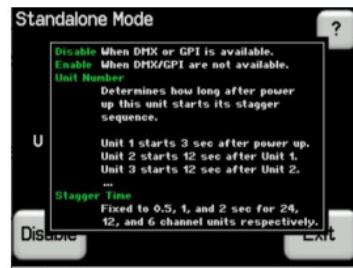 Standalone Mode
?
Disable When DMX or GPI is available.
Enable When DMX/GPI are not available.
Unit Number
Determines how long after power
up this unit starts its stagger
sequence.
U
Unit 1 starts 3 sec after power up.
Unit 2 starts 12 sec after Unit 1.
Unit 3 starts 12 sec after Unit 2.
...
Stagger Time
Fixed to 0.5, 1, and 2 sec for 24,
12, and 6 channel units respectively.
Disable
Exit